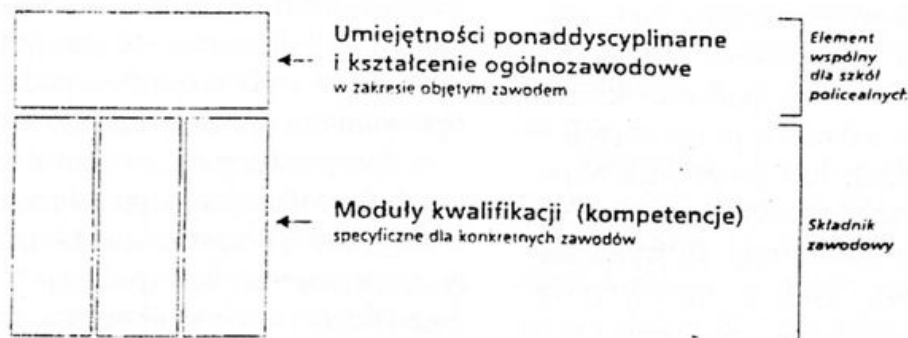 Umiejętności ponaddyscyplinarne
i kształcenie ogólnozawodowe
w zakresie objętym zawodem
Element
wspólny
dla szkół
policealnych
Moduły kwalifikacji (kompetencje)
specyficzne dla konkretnych zawodów
Składnik
zawodowy